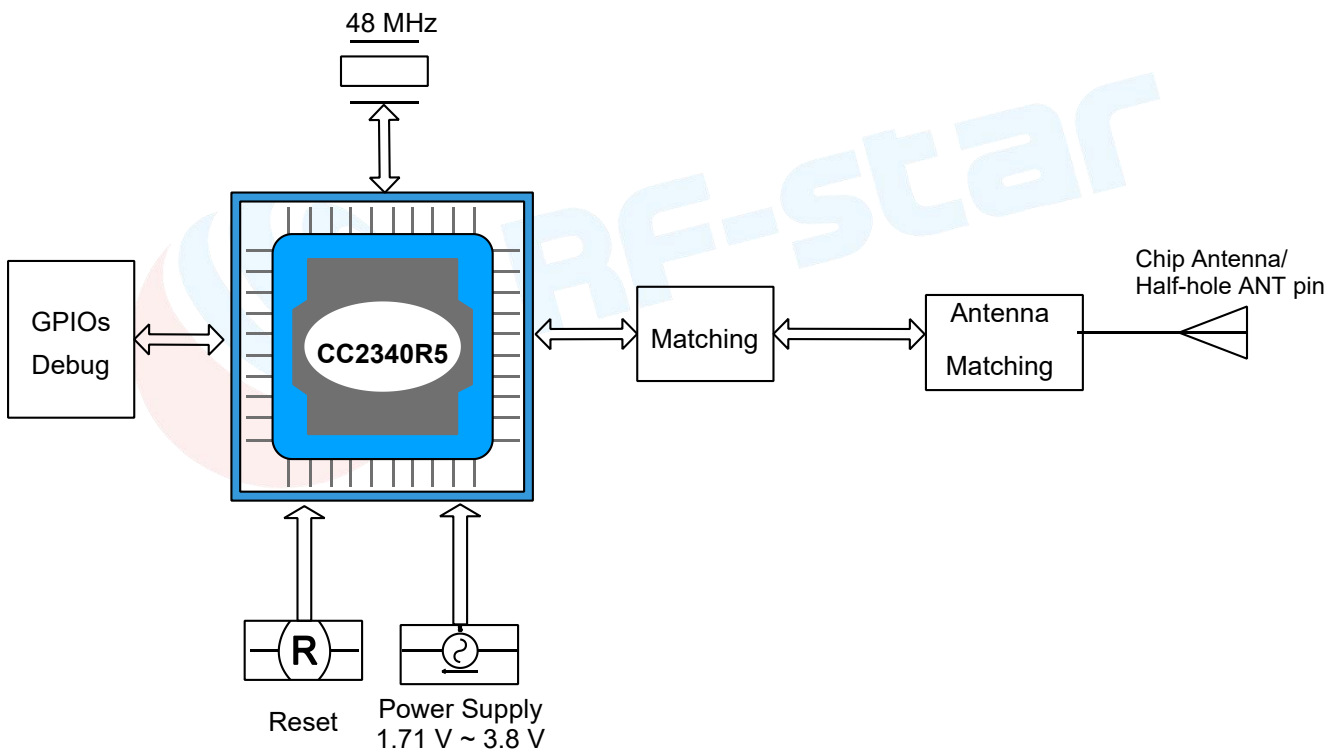 48 MHz
RF-star
Chip Antenna/
Half-hole ANT pin
GPIOs
Debug
CC2340R5
Matching
Antenna
Matching
R
Reset
Power Supply
1.71 V ~ 3.8 V